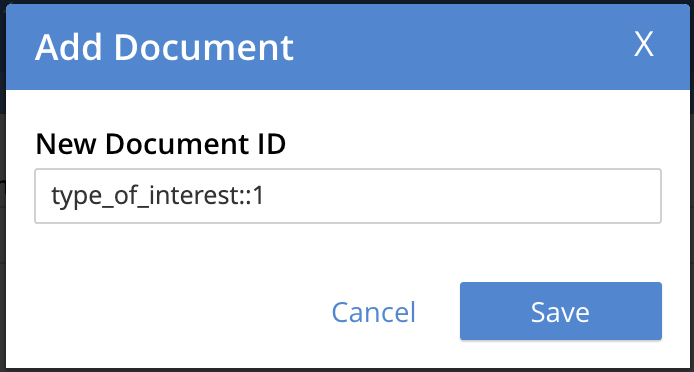 Add Document
X
New Document ID
type_of_interest::1
Cancel
Save